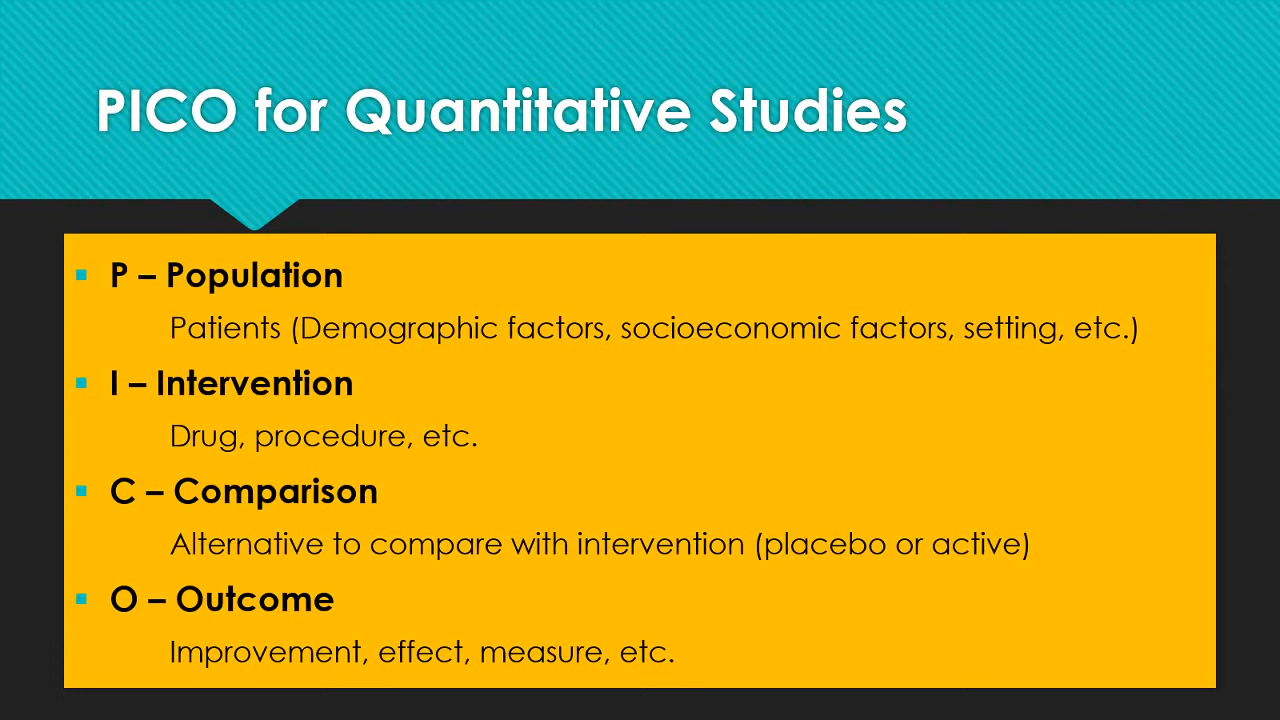 PICO for Quantitative Studies
P – Population
Patients (Demographic factors, socioeconomic factors, setting, etc.)
I – Intervention
Drug, procedure, etc.
C – Comparison
Alternative to compare with intervention (placebo or active)
O – Outcome
Improvement, effect, measure, etc.